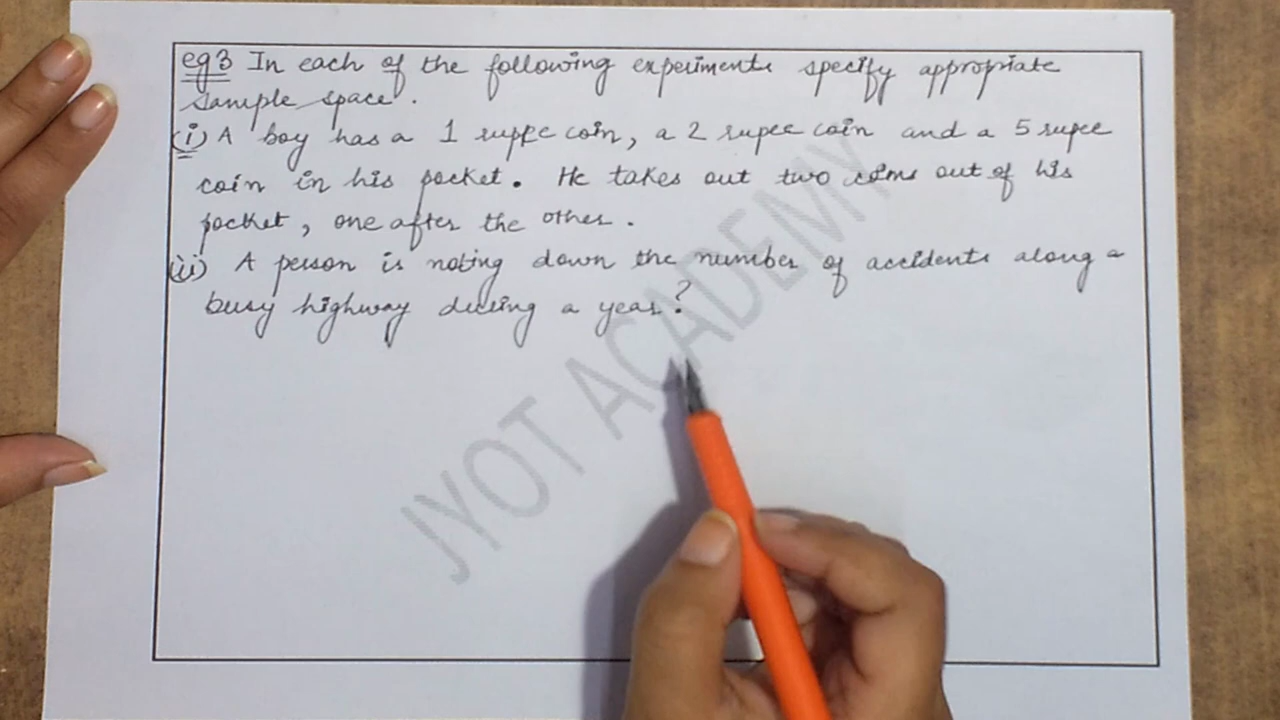 eg 3 In each of the following experiments specify appropriate
sample space.
(i) A boy has a 1 rupee coin, a 2 rupee coin and a 5 rupee
coin in his pocket. He takes out two coins out of his
pocket, one after the other.
(ii) A person is noting down the number of accidents along a
busy highway during a year?
JYOT ACADEMY